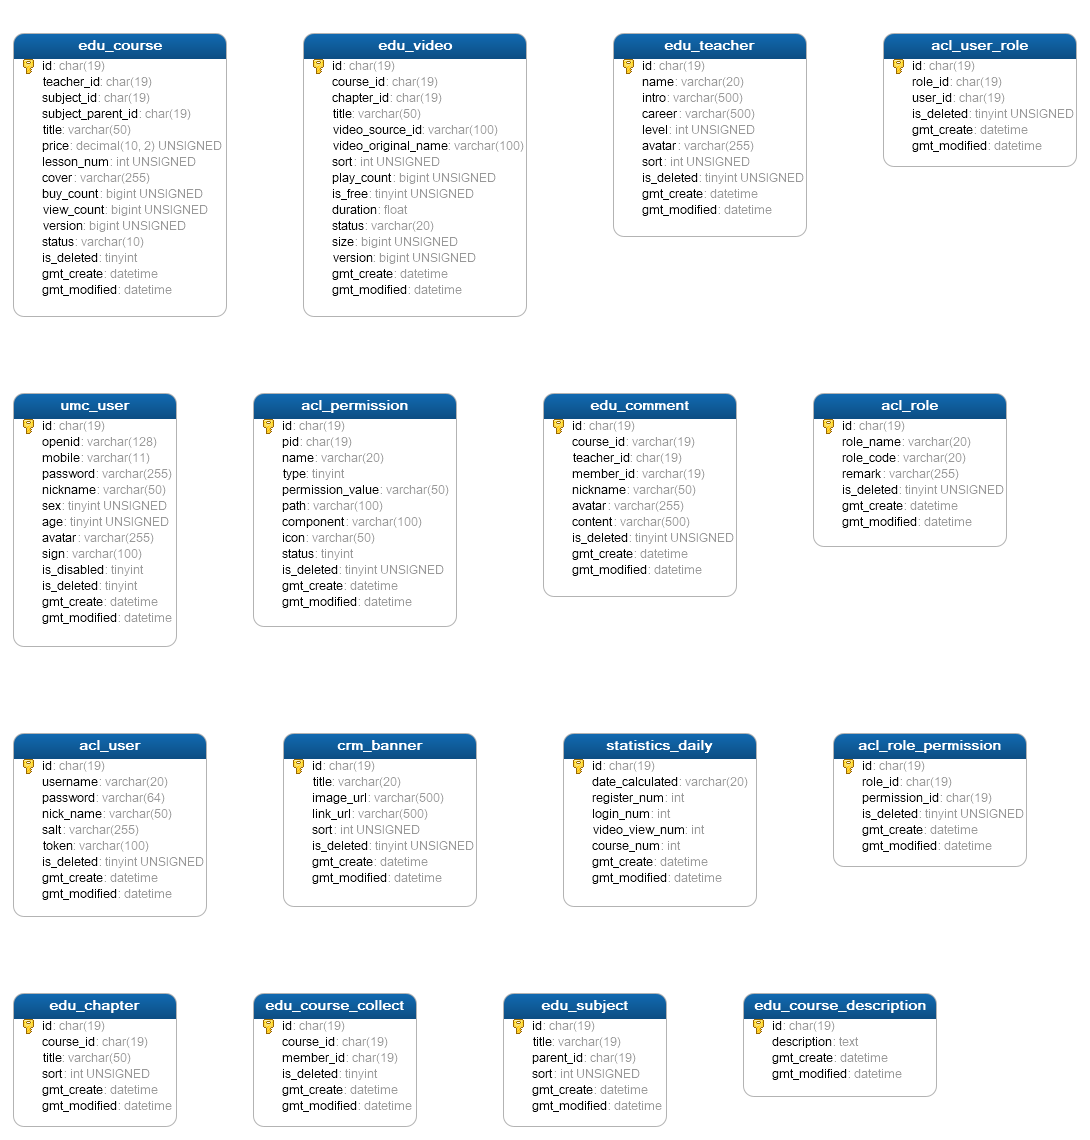 edu_course
id: char(19)
teacher_id: char(19)
subject_id: char(19)
subject_parent_id: char(19)
title: varchar(50)
price: decimal(10, 2) UNSIGNED
lesson_num: int UNSIGNED
cover: varchar(255)
buy_count: bigint UNSIGNED
view_count: bigint UNSIGNED
version: bigint UNSIGNED
status: varchar(10)
is_deleted: tinyint
gmt_create: datetime
gmt_modified: datetime
edu_video
id: char(19)
course_id: char(19)
chapter_id: char(19)
title: varchar(50)
video_source_id: varchar(100)
video_original_name: varchar(100)
sort: int UNSIGNED
play_count: bigint UNSIGNED
is_free: tinyint UNSIGNED
duration: float
status: varchar(20)
size: bigint UNSIGNED
version: bigint UNSIGNED
gmt_create: datetime
gmt_modified: datetime
edu_teacher
id: char(19)
name: varchar(20)
intro: varchar(500)
career: varchar(500)
level: int UNSIGNED
avatar: varchar(255)
sort: int UNSIGNED
is_deleted: tinyint UNSIGNED
gmt_create: datetime
gmt_modified: datetime
acl_user_role
id: char(19)
role_id: char(19)
user_id: char(19)
is_deleted: tinyint UNSIGNED
gmt_create: datetime
gmt_modified: datetime
umc_user
id: char(19)
openid: varchar(128)
mobile: varchar(11)
password: varchar(255)
nickname: varchar(50)
sex: tinyint UNSIGNED
age: tinyint UNSIGNED
avatar: varchar(255)
sign: varchar(100)
is_disabled: tinyint
is_deleted: tinyint
gmt_create: datetime
gmt_modified: datetime
acl_permission
id: char(19)
pid: char(19)
name: varchar(20)
type: tinyint
permission_value: varchar(50)
path: varchar(100)
component: varchar(100)
icon: varchar(50)
status: tinyint
is_deleted: tinyint UNSIGNED
gmt_create: datetime
gmt_modified: datetime
edu_comment
id: char(19)
course_id: varchar(19)
teacher_id: char(19)
member_id: varchar(19)
nickname: varchar(50)
avatar: varchar(255)
content: varchar(500)
is_deleted: tinyint UNSIGNED
gmt_create: datetime
gmt_modified: datetime
acl_role
id: char(19)
role_name: varchar(20)
role_code: varchar(20)
remark: varchar(255)
is_deleted: tinyint UNSIGNED
gmt_create: datetime
gmt_modified: datetime
acl_user
id: char(19)
username: varchar(20)
password: varchar(64)
nick_name: varchar(50)
salt: varchar(255)
token: varchar(100)
is_deleted: tinyint UNSIGNED
gmt_create: datetime
gmt_modified: datetime
crm_banner
id: char(19)
title: varchar(20)
image_url: varchar(500)
link_url: varchar(500)
sort: int UNSIGNED
is_deleted: tinyint UNSIGNED
gmt_create: datetime
gmt_modified: datetime
statistics_daily
id: char(19)
date_calculated: varchar(20)
register_num: int
login_num: int
video_view_num: int
course_num: int
gmt_create: datetime
gmt_modified: datetime
acl_role_permission
id: char(19)
role_id: char(19)
permission_id: char(19)
is_deleted: tinyint UNSIGNED
gmt_create: datetime
gmt_modified: datetime
edu_chapter
id: char(19)
course_id: char(19)
title: varchar(50)
sort: int UNSIGNED
gmt_create: datetime
gmt_modified: datetime
edu_course_collect
id: char(19)
course_id: char(19)
member_id: char(19)
is_deleted: tinyint
gmt_create: datetime
gmt_modified: datetime
edu_subject
id: char(19)
title: varchar(19)
parent_id: char(19)
sort: int UNSIGNED
gmt_create: datetime
gmt_modified: datetime
edu_course_description
id: char(19)
description: text
gmt_create: datetime
gmt_modified: datetime